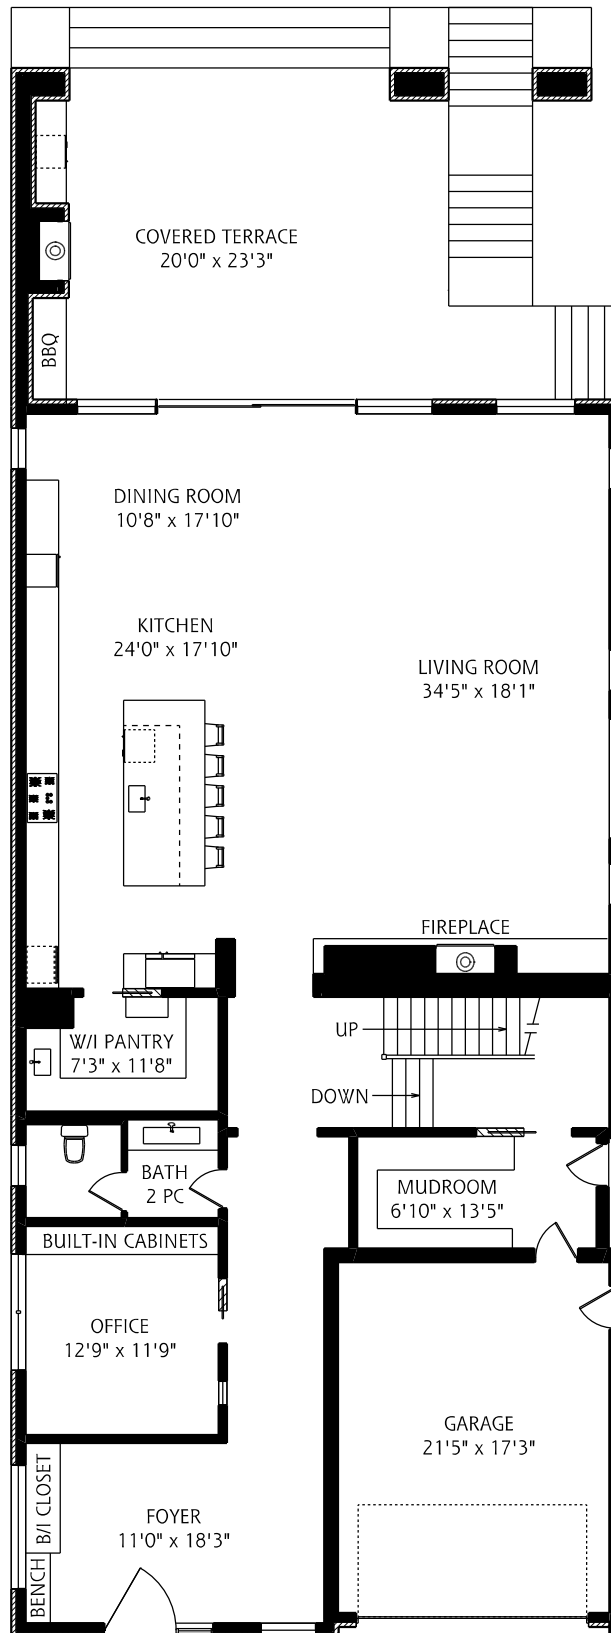 COVERED TERRACE
20'0" x 23'3"
BBQ
DINING ROOM
10'8" x 17'10"
KITCHEN
24'0" x 17'10"
LIVING ROOM
34'5" x 18'1"
FIREPLACE
UP
W/I PANTRY
7'3" x 11'8"
DOWN
BATH
2 PC
MUDROOM
6'10" x 13'5"
BUILT-IN CABINETS
OFFICE
12'9" x 11'9"
GARAGE
21'5" x 17'3"
B/I CLOSET
FOYER
11'0" x 18'3"
BENCH